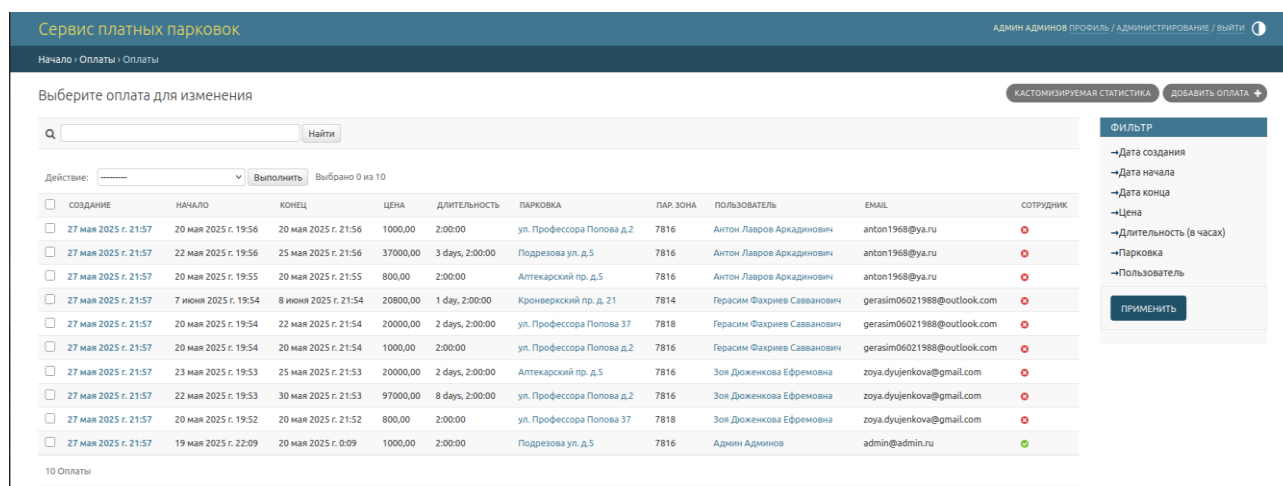 Сервис платных парковок
АДМИН АДМИНОВ ПРОФИЛЬ / АДМИНИСТРИРОВАНИЕ / ВЫЙТИ
Начало › Оплаты › Оплаты
Выберите оплата для изменения
КАСТОМИЗИРУЕМАЯ СТАТИСТИКА
ДОБАВИТЬ ОПЛАТА +
Найти
Действие: --------- Выполнить Выбрано 0 из 10
СОЗДАНИЕ НАЧАЛО КОНЕЦ ЦЕНА ДЛИТЕЛЬНОСТЬ ПАРКОВКА ПАР. ЗОНА ПОЛЬЗОВАТЕЛЬ EMAIL СОТРУДНИК
27 мая 2025 г. 21:57 20 мая 2025 г. 19:56 20 мая 2025 г. 21:56 1000,00 2:00:00 ул. Профессора Попова д.2 7816 Антон Лавров Аркадинович anton1968@ya.ru
27 мая 2025 г. 21:57 22 мая 2025 г. 19:56 25 мая 2025 г. 21:56 37000,00 3 days, 2:00:00 Подрезова ул. д.5 7816 Антон Лавров Аркадинович anton1968@ya.ru
27 мая 2025 г. 21:57 20 мая 2025 г. 19:55 20 мая 2025 г. 21:55 800,00 2:00:00 Аптекарский пр. д.5 7816 Антон Лавров Аркадинович anton1968@ya.ru
27 мая 2025 г. 21:57 7 июня 2025 г. 19:54 8 июня 2025 г. 21:54 20800,00 1 day, 2:00:00 Кронверкский пр. д. 21 7814 Герасим Фахриев Савванович gerasim06021988@outlook.com
27 мая 2025 г. 21:57 20 мая 2025 г. 19:54 22 мая 2025 г. 21:54 20000,00 2 days, 2:00:00 ул. Профессора Попова 37 7818 Герасим Фахриев Савванович gerasim06021988@outlook.com
27 мая 2025 г. 21:57 20 мая 2025 г. 19:54 20 мая 2025 г. 21:54 1000,00 2:00:00 ул. Профессора Попова д.2 7816 Герасим Фахриев Савванович gerasim06021988@outlook.com
27 мая 2025 г. 21:57 23 мая 2025 г. 19:53 25 мая 2025 г. 21:53 20000,00 2 days, 2:00:00 Аптекарский пр. д.5 7816 Зоя Дюженкова Ефремовна zoya.dyujenkova@gmail.com
27 мая 2025 г. 21:57 22 мая 2025 г. 19:53 30 мая 2025 г. 21:53 97000,00 8 days, 2:00:00 ул. Профессора Попова д.2 7816 Зоя Дюженкова Ефремовна zoya.dyujenkova@gmail.com
27 мая 2025 г. 21:57 20 мая 2025 г. 19:52 20 мая 2025 г. 21:52 800,00 2:00:00 ул. Профессора Попова 37 7818 Зоя Дюженкова Ефремовна zoya.dyujenkova@gmail.com
27 мая 2025 г. 21:57 19 мая 2025 г. 22:09 20 мая 2025 г. 0:09 1000,00 2:00:00 Подрезова ул. д.5 7816 Админ Админов admin@admin.ru
10 Оплаты
ФИЛЬТР
→Дата создания
→Дата начала
→Дата конца
→Цена
→Длительность (в часах)
→Парковка
→Пользователь
ПРИМЕНИТЬ